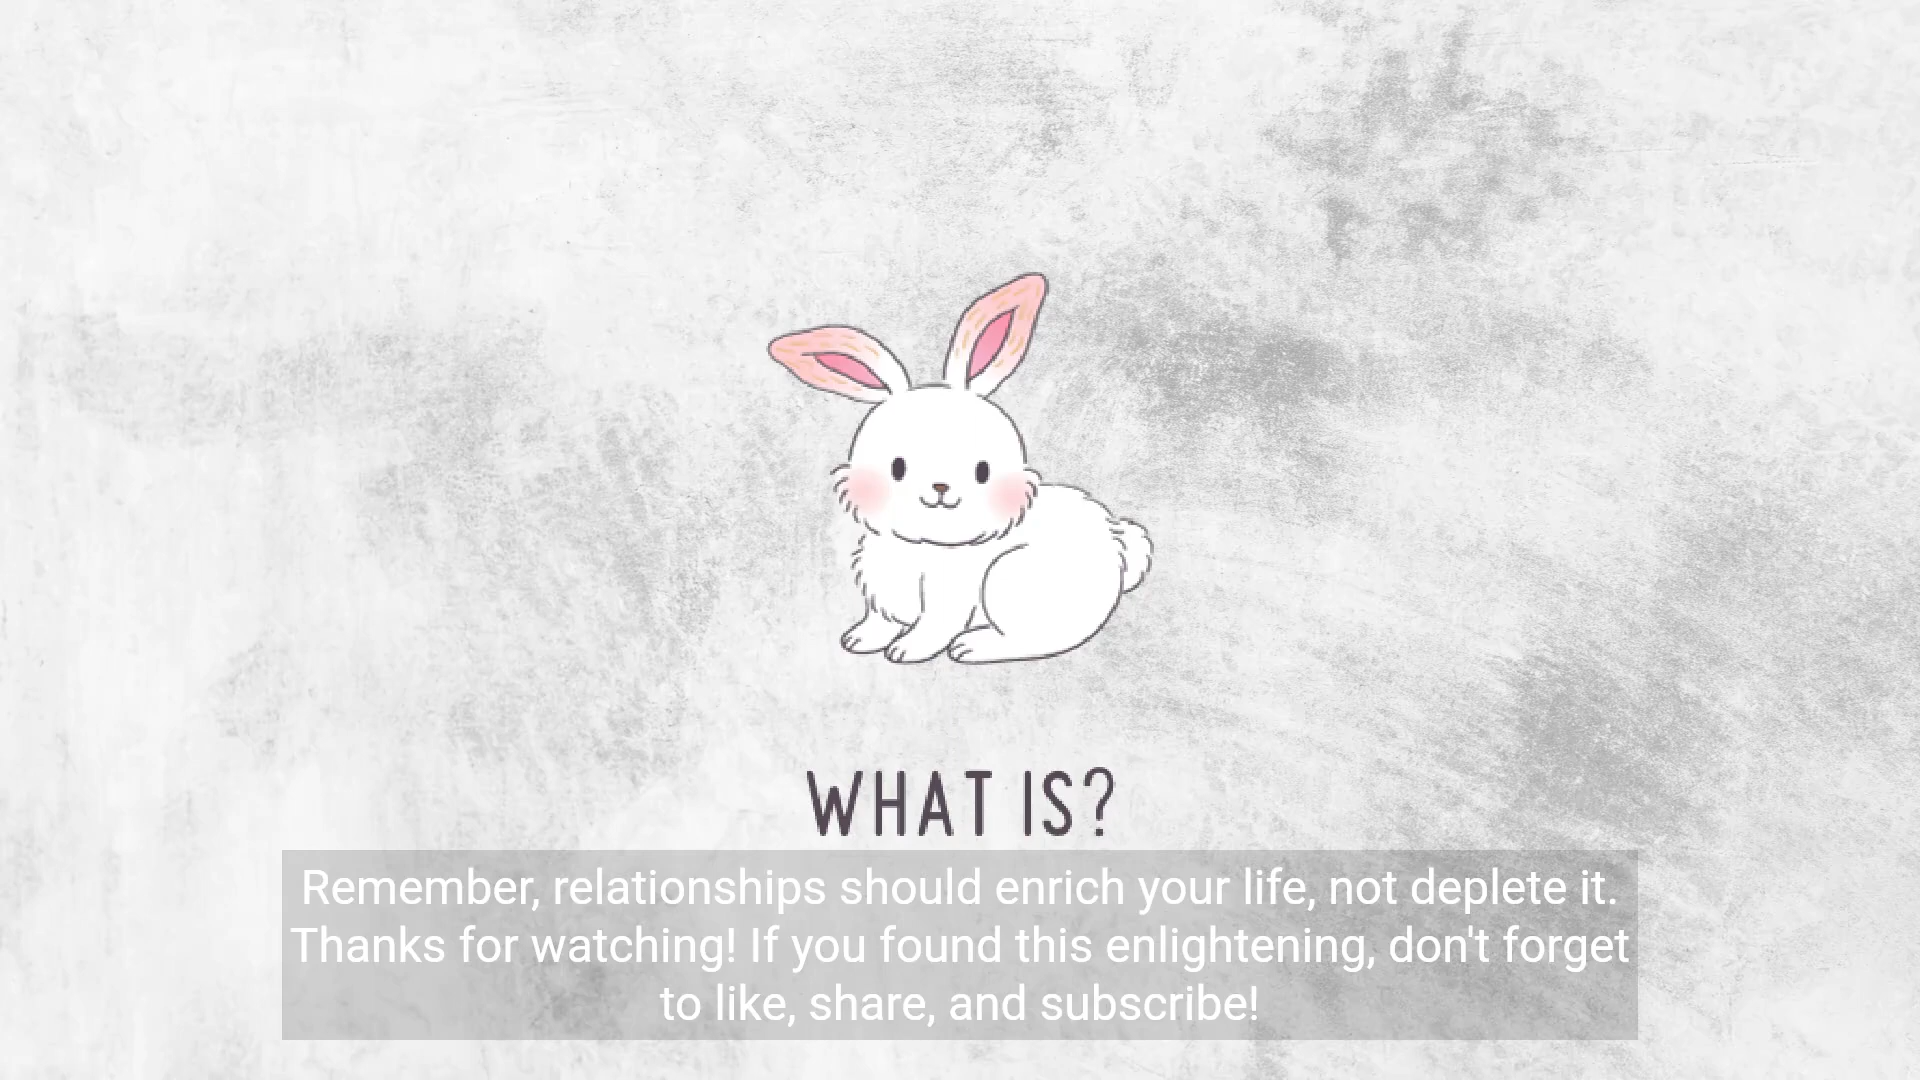 WHAT IS?
Remember, relationships should enrich your life, not deplete it.
Thanks for watching! If you found this enlightening, don't forget
to like, share, and subscribe!